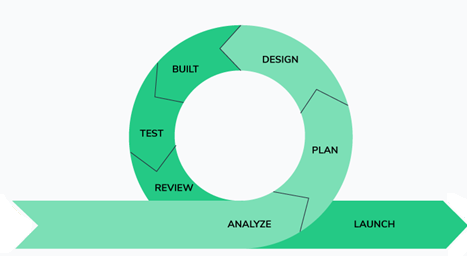 DESIGN
BUILT
TEST
PLAN
REVIEW
ANALYZE
LAUNCH